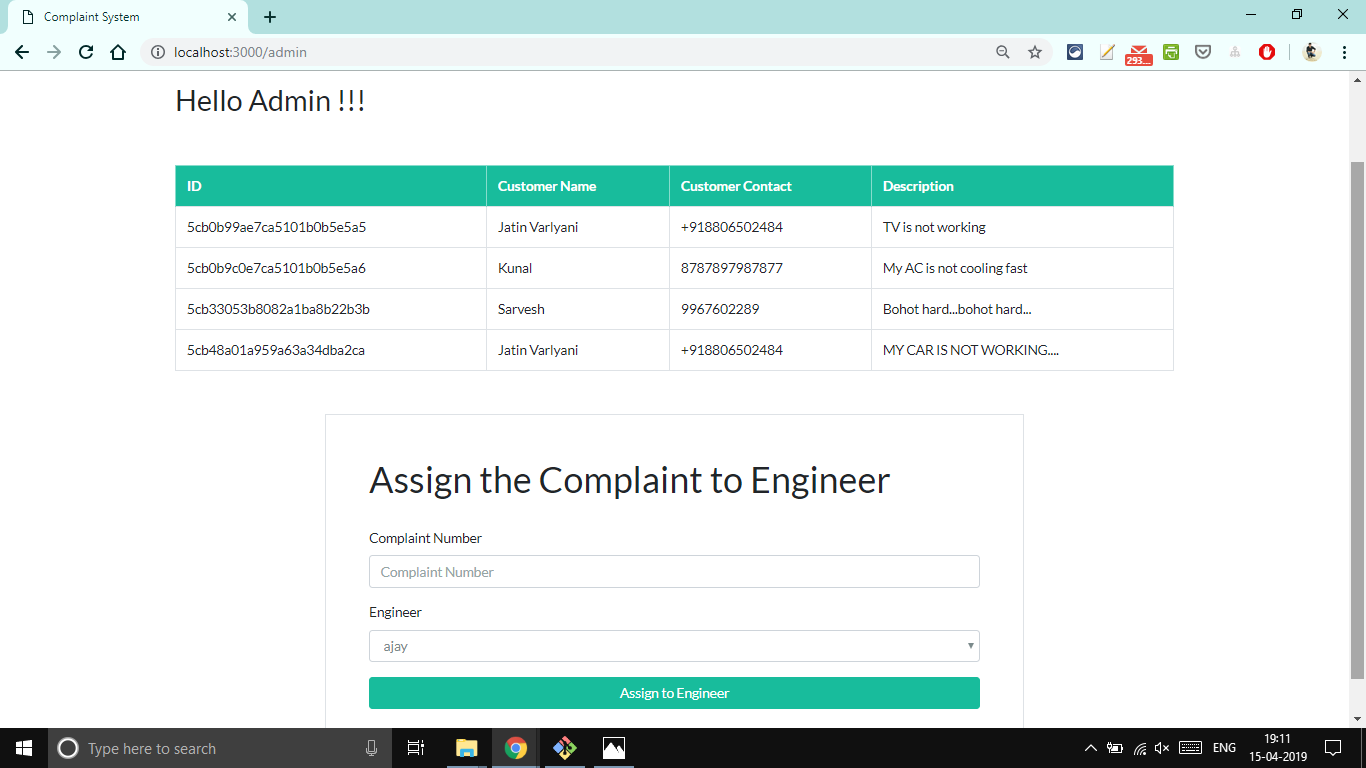 Complaint System
localhost:3000/admin
293...
Hello Admin !!!
ID Customer Name Customer Contact Description
5cb0b99ae7ca5101b0b5e5a5 Jatin Varlyani +918806502484 TV is not working
5cb0b9c0e7ca5101b0b5e5a6 Kunal 8787897987877 My AC is not cooling fast
5cb33053b8082a1ba8b22b3b Sarvesh 9967602289 Bohot hard...bohot hard...
5cb48a01a959a63a34dba2ca Jatin Varlyani +918806502484 MY CAR IS NOT WORKING....
Assign the Complaint to Engineer
Complaint Number
Complaint Number
Engineer
ajay
Assign to Engineer
Type here to search
ENG
19:11
15-04-2019